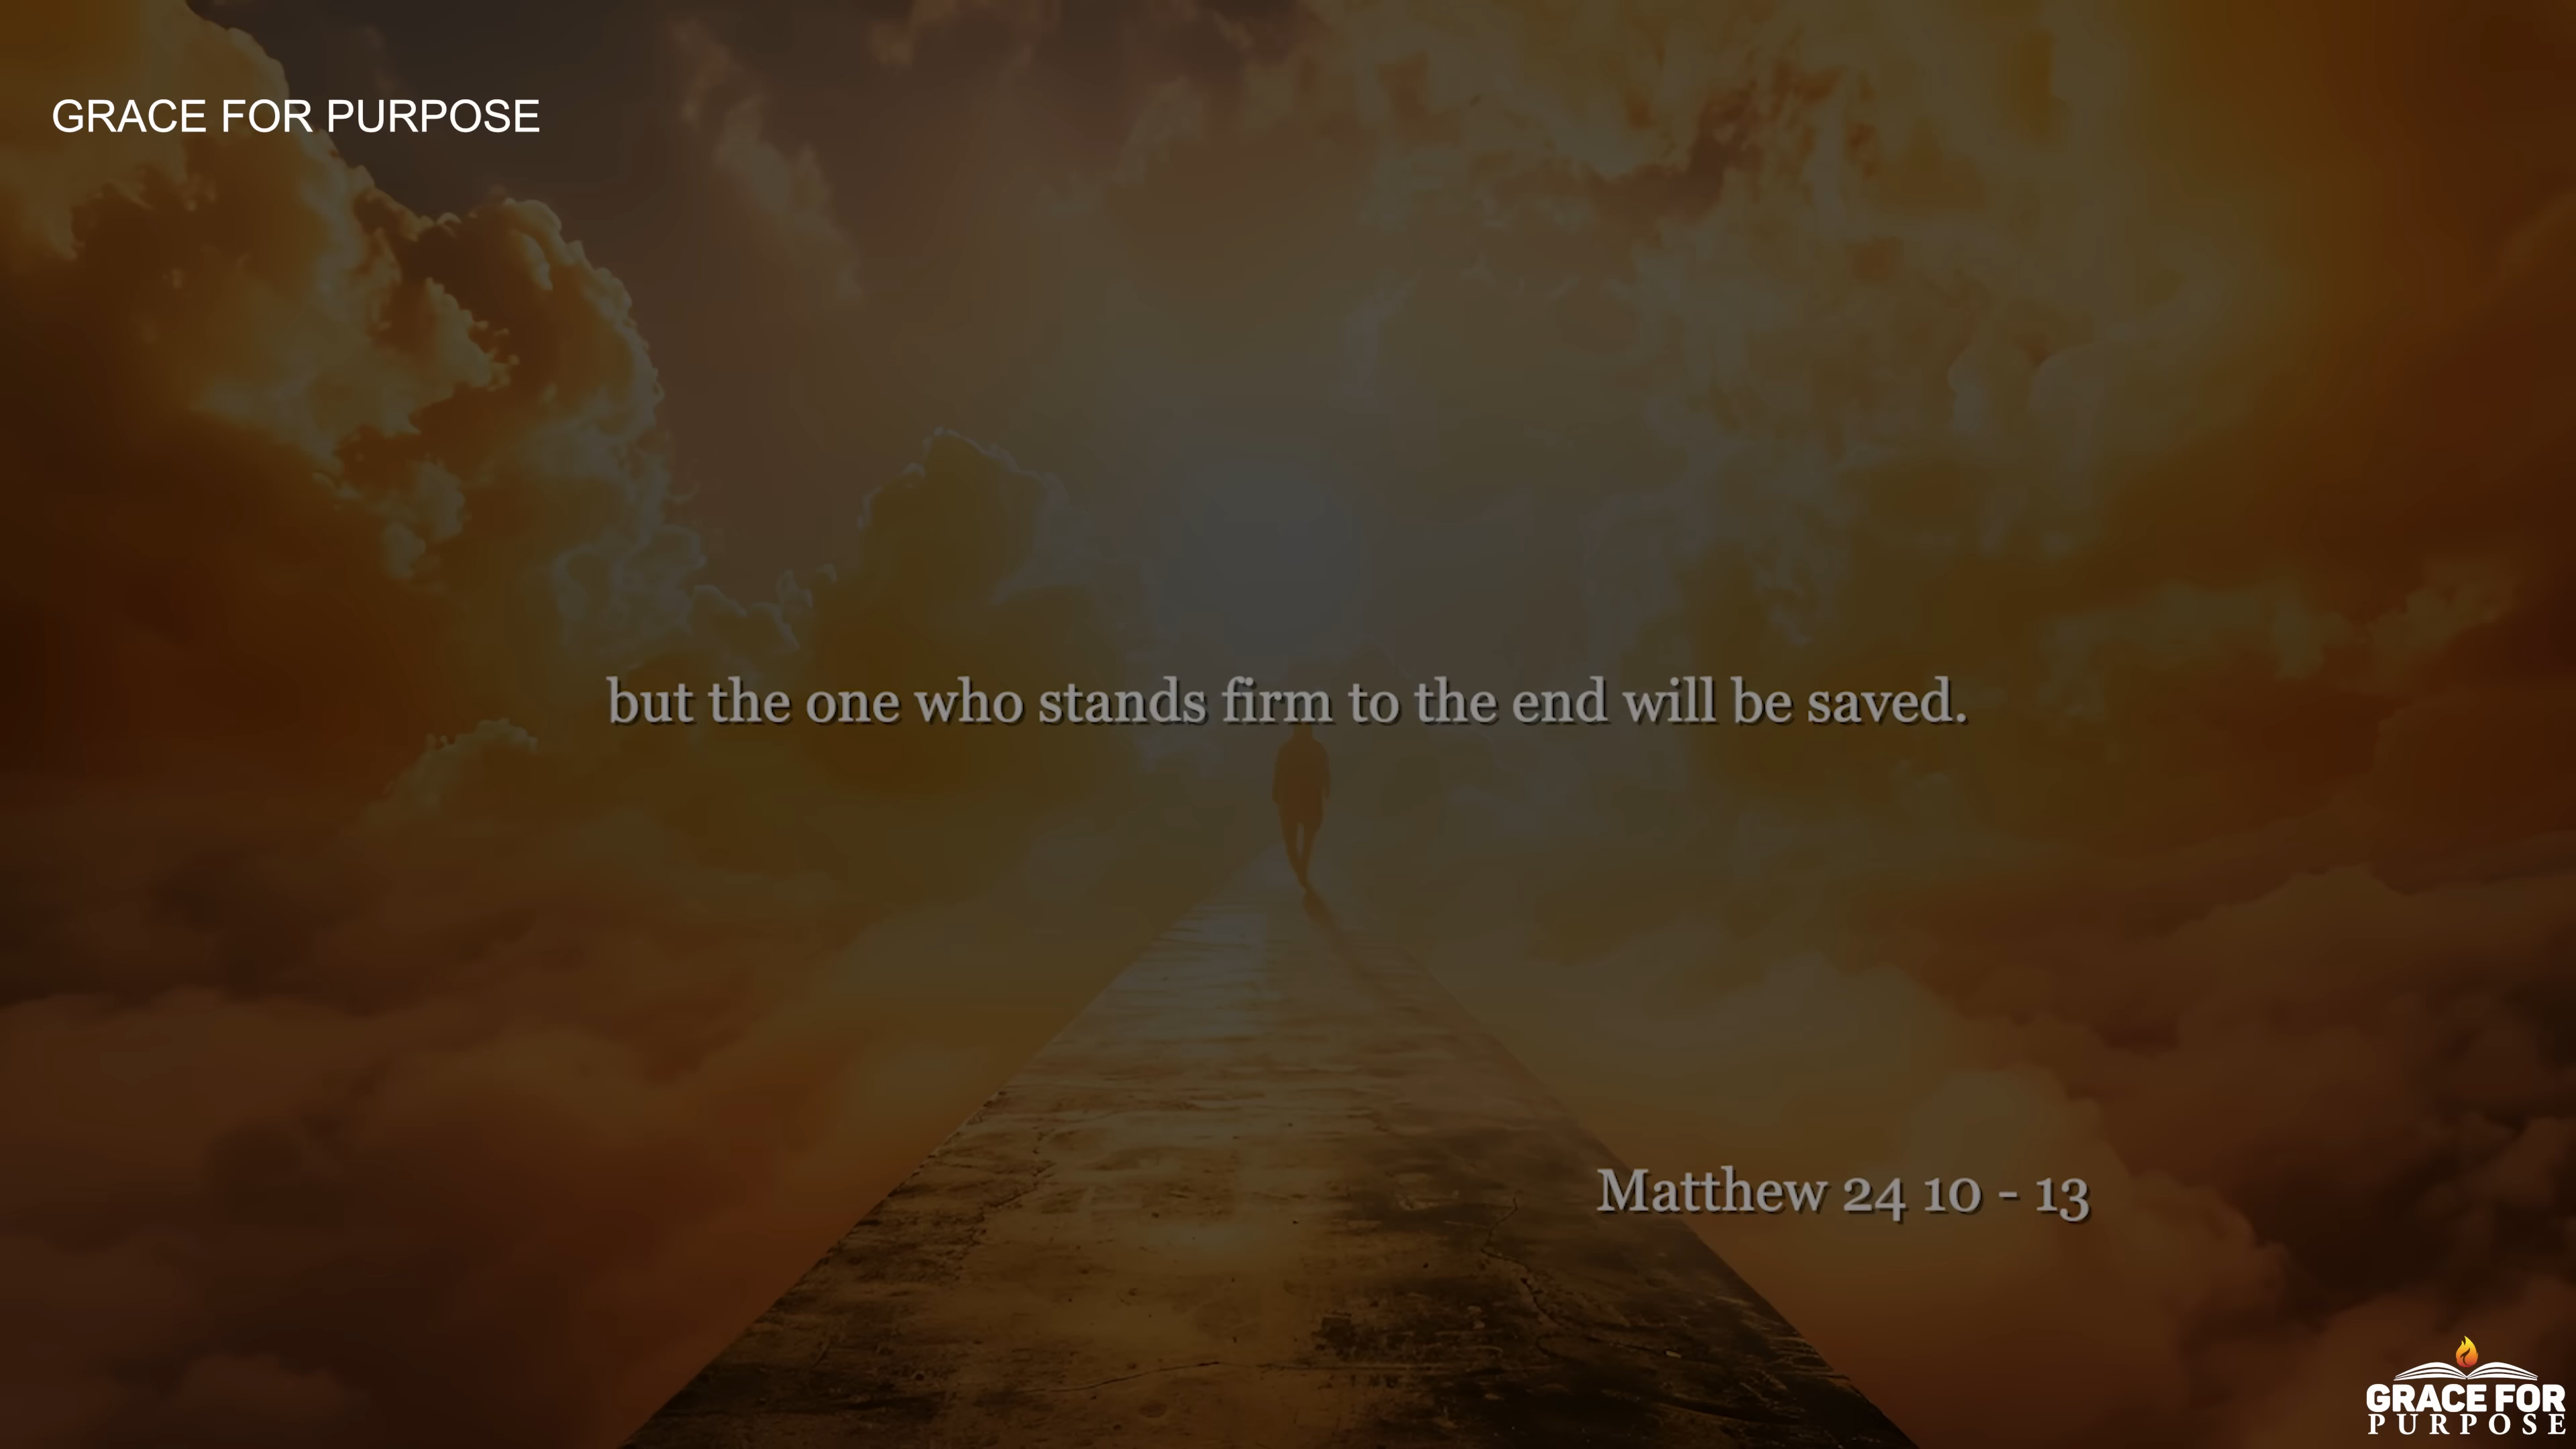 GRACE FOR PURPOSE
but the one who stands firm to the end will be saved.
Matthew 24 10 - 13
GRACE FOR
PURPOSE